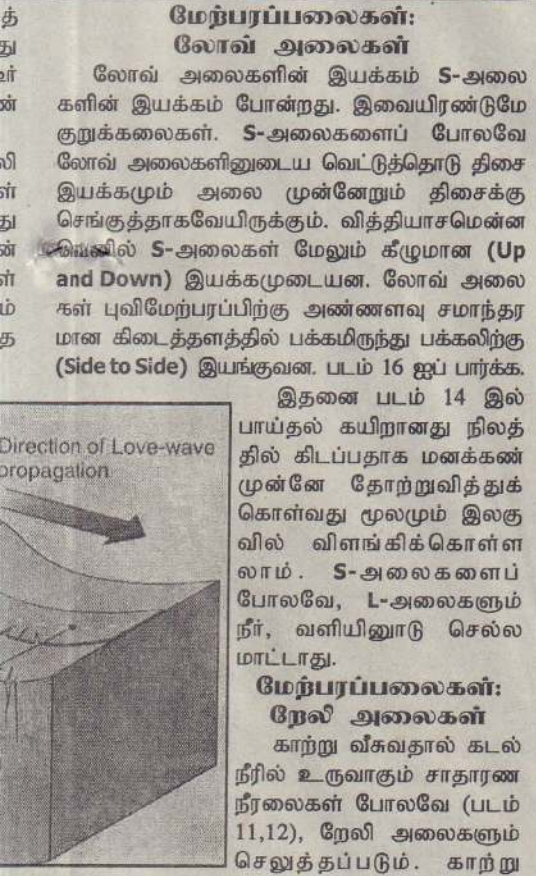 த்
து
ர்
ண்
லி
ள்
து
ன்
ள்
ம்
த
மேற்பரப்பலைகள்:
லோவ் அலைகள்
லோவ் அலைகளின் இயக்கம் S-அலை
களின் இயக்கம் போன்றது. இவையிரண்டுமே
குறுக்கலைகள். S-அலைகளைப் போலவே
லோவ் அலைகளினுடைய வெட்டுத்தொடு திசை
இயக்கமும் அலை முன்னேறும் திசைக்கு
செங்குத்தாகவேயிருக்கும். வித்தியாசமென்ன
வெனில் S-அலைகள் மேலும் கீழுமான (Up
and Down) இயக்கமுடையன. லோவ் அலை
கள் புவிமேற்பரப்பிற்கு அண்ணளவு சமாந்தர
மான கிடைத்தளத்தில் பக்கமிருந்து பக்கலிற்கு
(Side to Side) இயங்குவன. படம் 16 ஐப் பார்க்க.
இதனை படம் 14 இல்
பாய்தல் கயிறானது நிலத்
தில் கிடப்பதாக மனக்கண்
முன்னே தோற்றுவித்துக்
கொள்வது மூலமும் இலகு
வில் விளங்கிக்கொள்ள
லாம். S-அலைகளைப்
போலவே, L-அலைகளும்
நீர், வளியினூடு செல்ல
மாட்டாது.
மேற்பரப்பலைகள்:
றேலி அலைகள்
காற்று வீசுவதால் கடல்
நீரில் உருவாகும் சாதாரண
நீரலைகள் போலவே (படம்
11,12), றேலி அலைகளும்
செலுத்தப்படும். காற்று
Direction of Love-wave
propagation